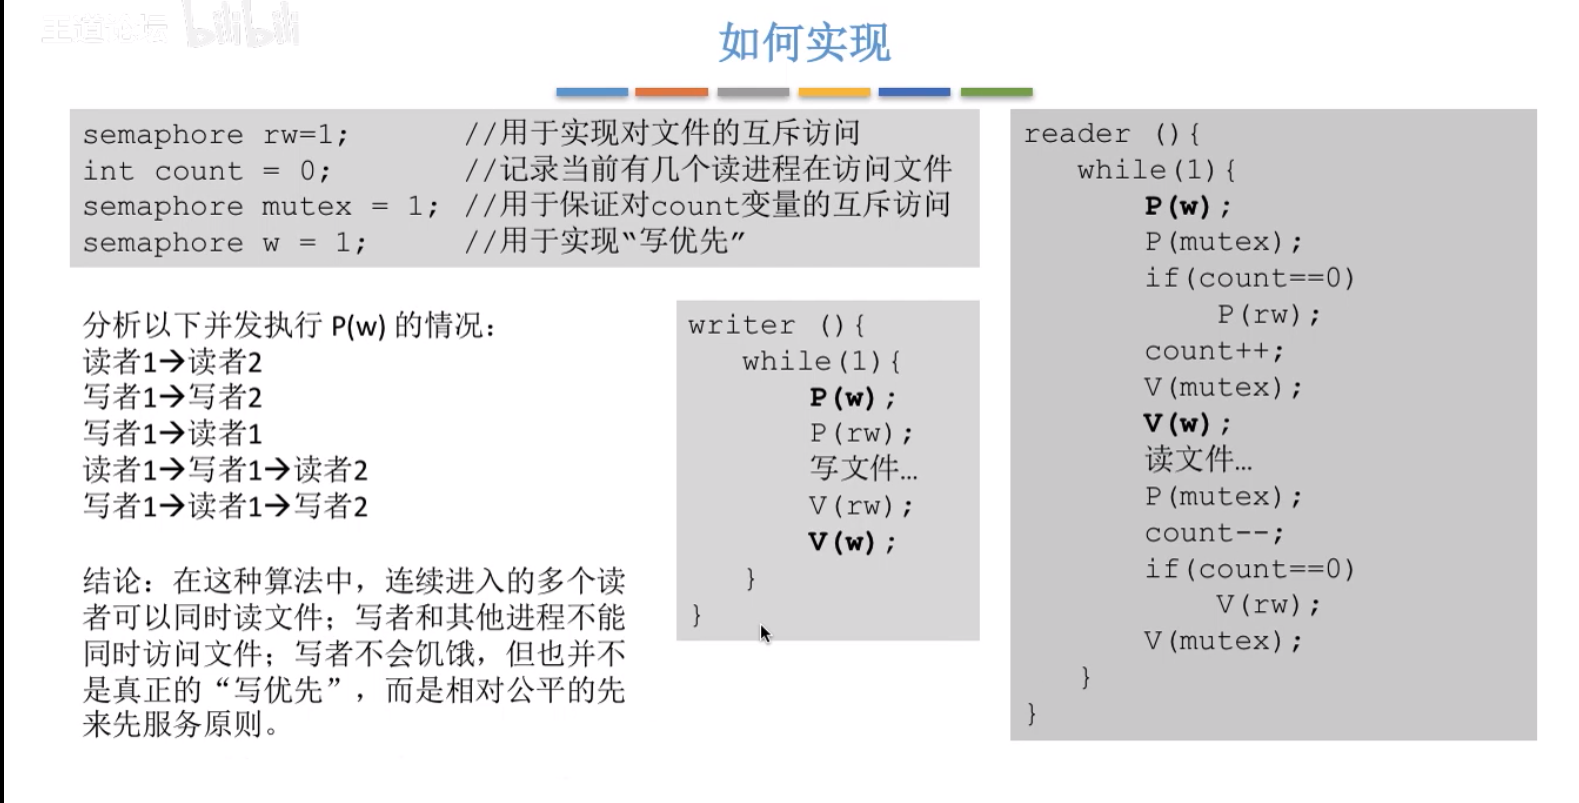 王道论坛 bilibili
如何实现
semaphore rw=1; //用于实现对文件的互斥访问
int count = 0; //记录当前有几个读进程在访问文件
semaphore mutex = 1; //用于保证对count变量的互斥访问
semaphore w = 1; //用于实现“写优先”
分析以下并发执行 P(w) 的情况：
读者1→读者2
写者1→写者2
写者1→读者1
读者1→写者1→读者2
写者1→读者1→写者2
结论：在这种算法中，连续进入的多个读
者可以同时读文件；写者和其他进程不能
同时访问文件；写者不会饥饿，但也并不
是真正的“写优先”，而是相对公平的先
来先服务原则。
writer (){
while(1){
P(w);
P(rw);
写文件…
V(rw);
V(w);
}
}
reader (){
while(1){
P(w);
P(mutex);
if(count==0)
P(rw);
count++;
V(mutex);
V(w);
读文件…
P(mutex);
count--;
if(count==0)
V(rw);
V(mutex);
}
}